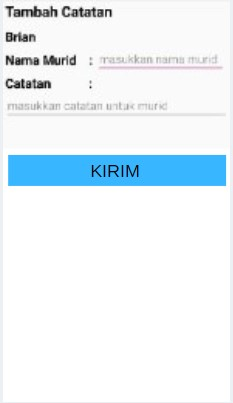 Tambah Catatan
Brian
Nama Murid : masukkan nama murid
Catatan :
masukkan catatan untuk murid
KIRIM